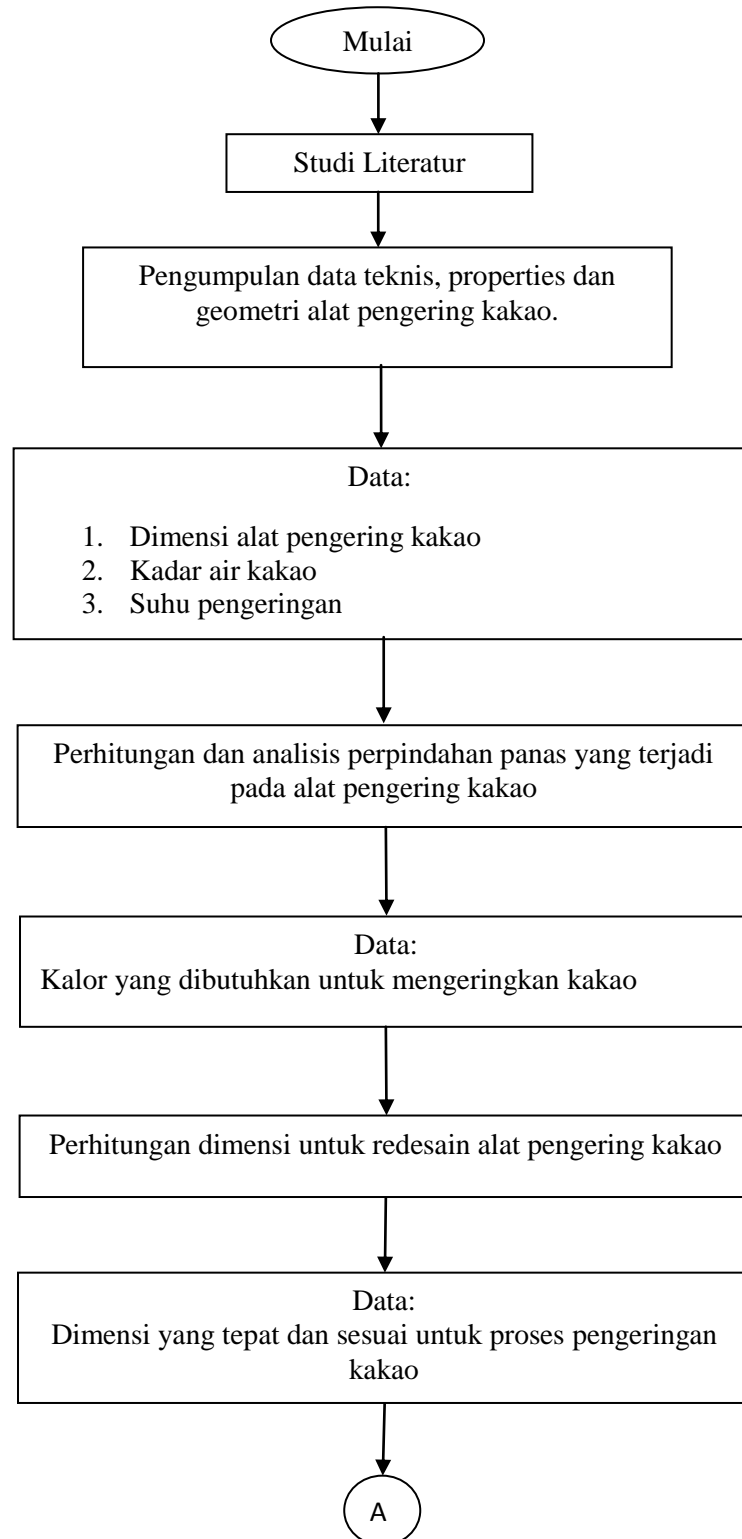 Mulai
Studi Literatur
Pengumpulan data teknis, properties dan
geometri alat pengering kakao.
Data:
1. Dimensi alat pengering kakao
2. Kadar air kakao
3. Suhu pengeringan
Perhitungan dan analisis perpindahan panas yang terjadi
pada alat pengering kakao
Data:
Kalor yang dibutuhkan untuk mengeringkan kakao
Perhitungan dimensi untuk redesain alat pengering kakao
Data:
Dimensi yang tepat dan sesuai untuk proses pengeringan
kakao
A